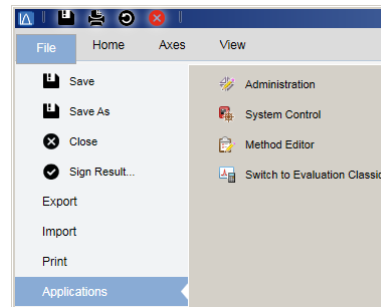 File Home Axes View
Save
Save As
Close
Sign Result...
Export
Import
Print
Applications
Administration
System Control
Method Editor
Switch to Evaluation Classic